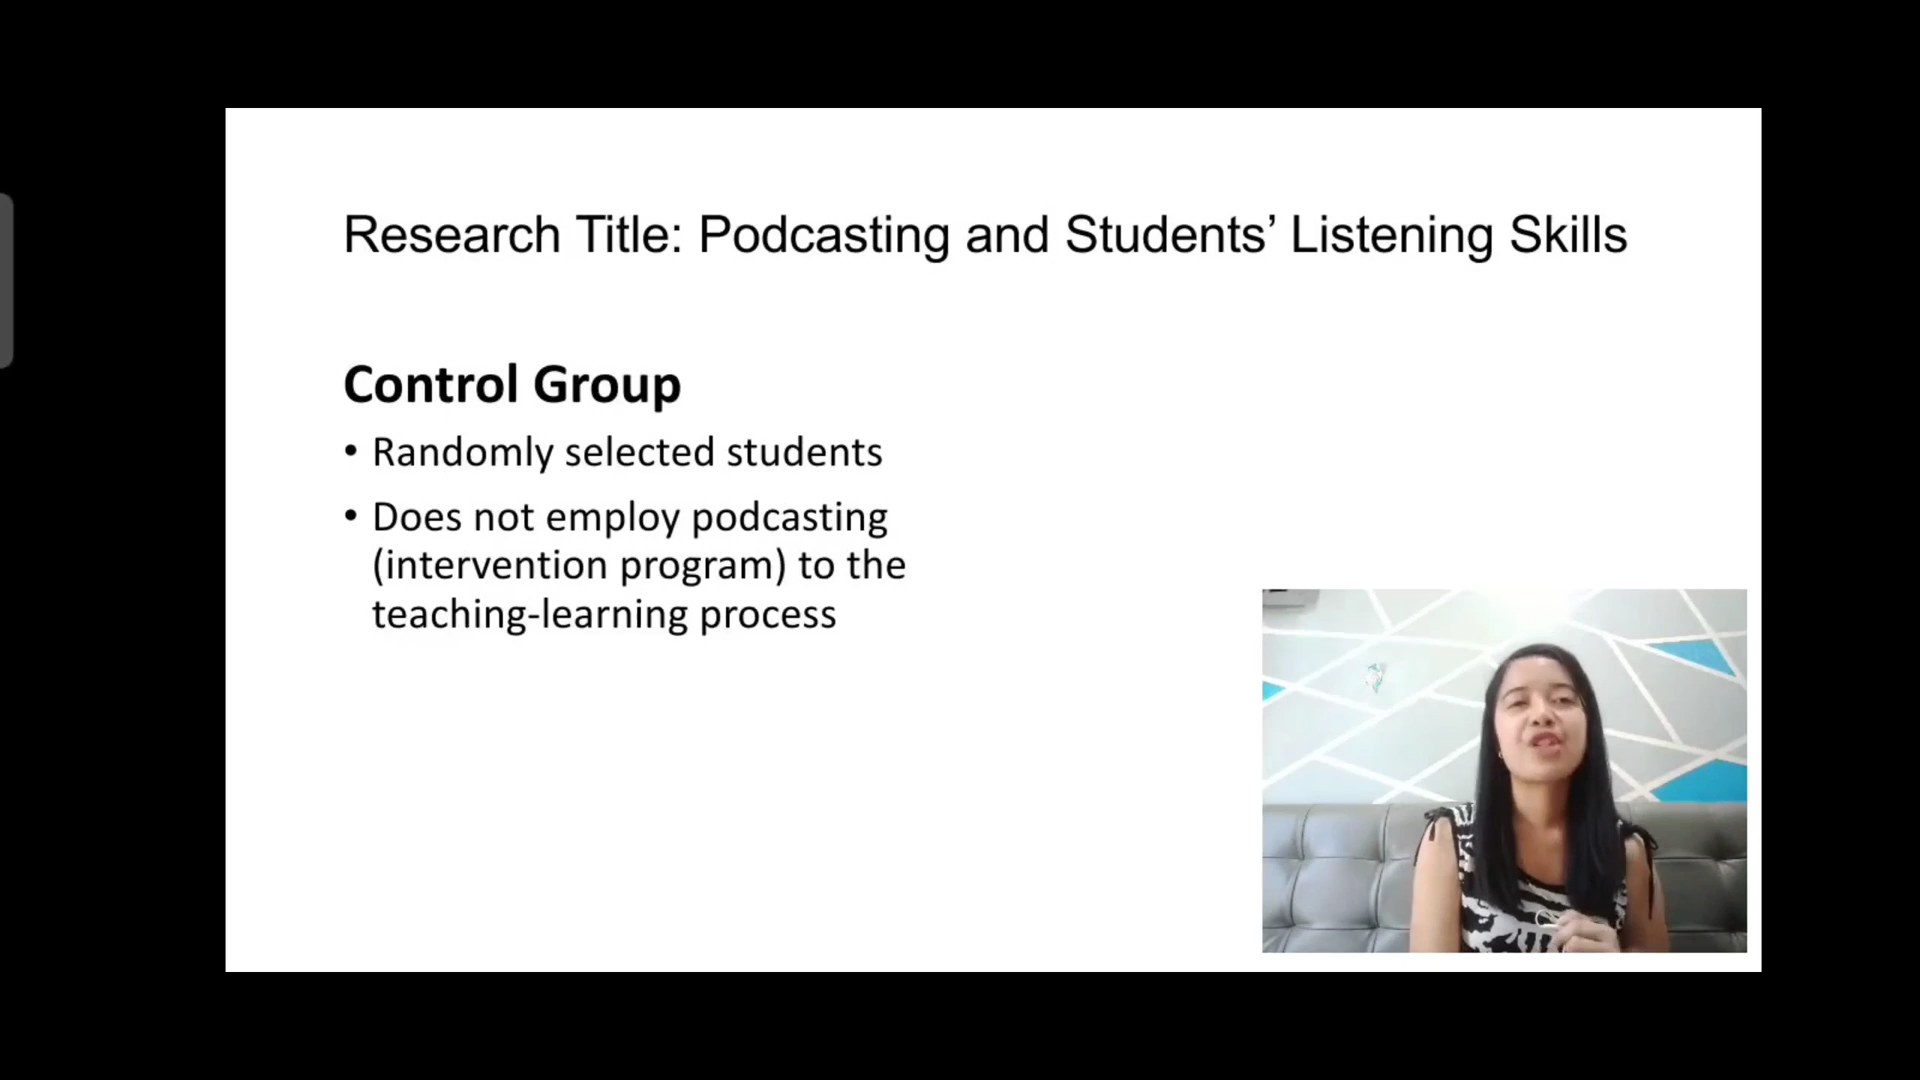 Research Title: Podcasting and Students’ Listening Skills
Control Group
• Randomly selected students
• Does not employ podcasting
(intervention program) to the
teaching-learning process